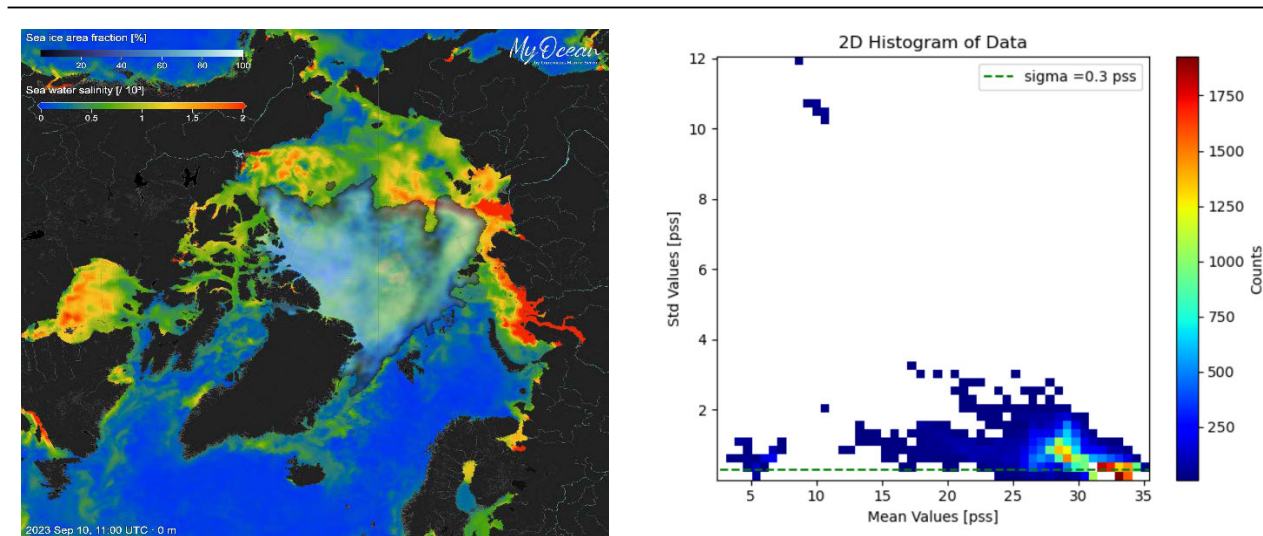 Sea ice area fraction [%]
0 20 40 60 80 100
Sea water salinity [/ 10³]
0 0.5 1 1.5 2
My Ocean
2023 Sep 10, 11:00 UTC · 0 m
2D Histogram of Data
sigma =0.3 pss
12
10
8
6
4
2
Std Values [pss]
5 10 15 20 25 30 35
Mean Values [pss]
1750
1500
1250
1000
750
500
250
Counts